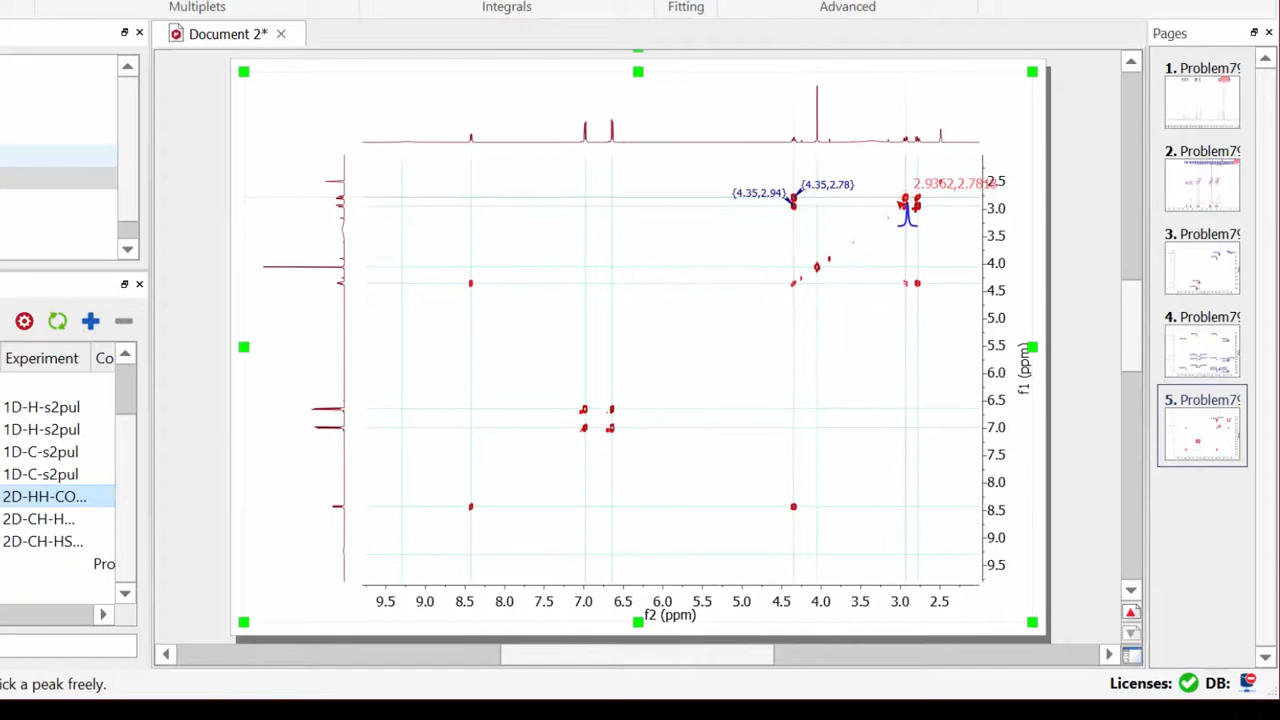 Multiplets
Integrals
Fitting
Advanced
Document 2*
Pages
1. Problem79
2. Problem79
3. Problem79
4. Problem79
5. Problem79
{4.35,2.94}
{4.35,2.78}
2.5
3.0
3.5
4.0
4.5
5.0
5.5
6.0
6.5
7.0
7.5
8.0
8.5
9.0
9.5
f1 (ppm)
9.5 9.0 8.5 8.0 7.5 7.0 6.5 6.0 5.5 5.0 4.5 4.0 3.5 3.0 2.5
f2 (ppm)
Experiment
Co
1D-H-s2pul
1D-H-s2pul
1D-C-s2pul
1D-C-s2pul
2D-HH-CO...
2D-CH-H...
2D-CH-HS...
Pro
ick a peak freely.
Licenses:
DB: